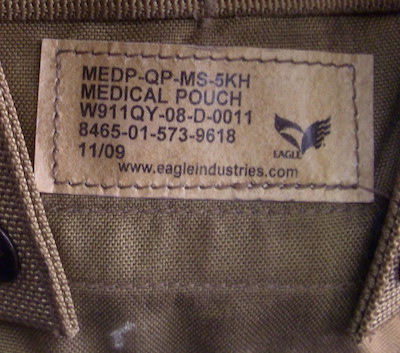 MEDP-QP-MS-5KH
MEDICAL POUCH
W911QY-08-D-0011
8465-01-573-9618
11/09
EAGLE
www.eagleindustries.com